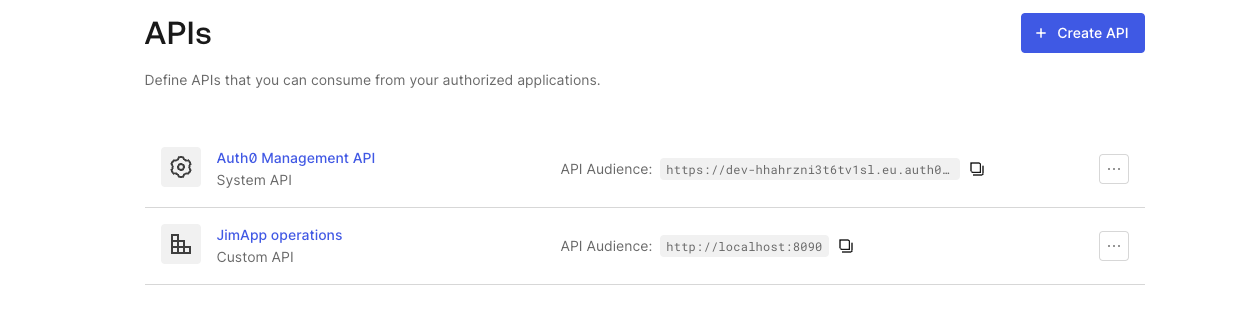 APIs
+ Create API
Define APIs that you can consume from your authorized applications.
Auth0 Management API
System API
API Audience: https://dev-hhahrzni3t6tv1sl.eu.auth0…
JimApp operations
Custom API
API Audience: http://localhost:8090